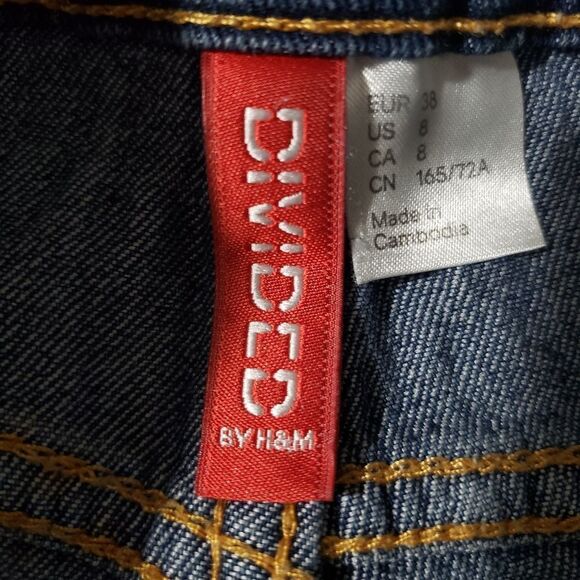 DIVIDED
BY H&M
EUR 38
US 8
CA 8
CN 165/72A
Made in
Cambodia